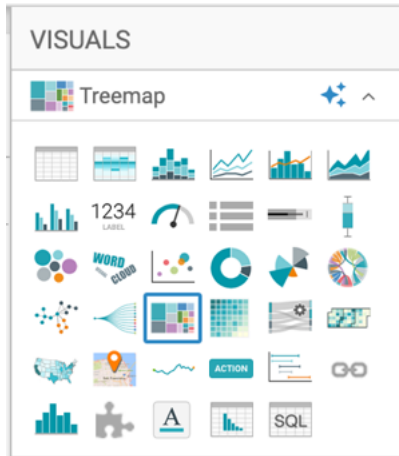 VISUALS
Treemap
1234
LABEL
WORD
CLOUD
ACTION
A
SQL